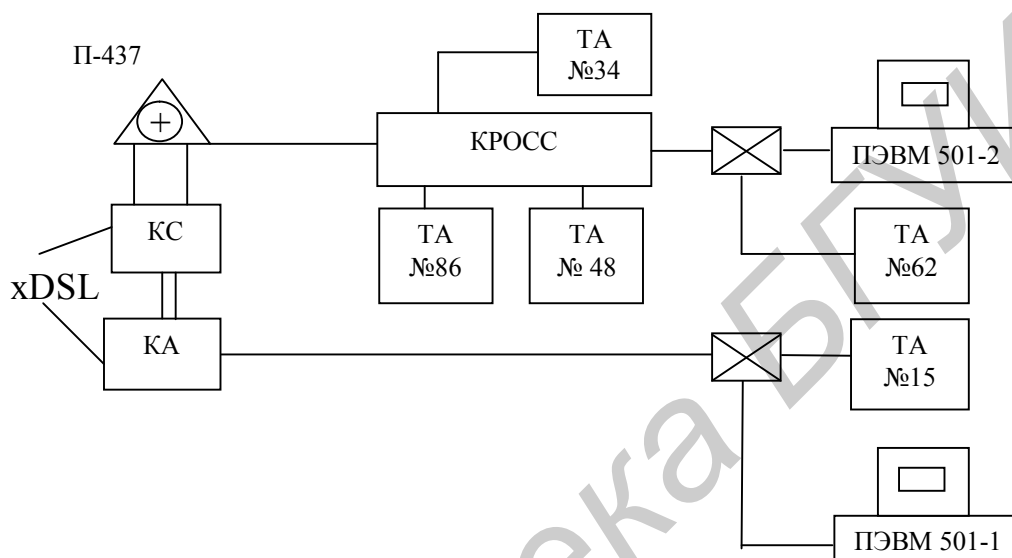 П-437
ТА
№34
КРОСС
ПЭВМ 501-2
КС
ТА
№86
ТА
№ 48
ТА
№62
xDSL
КА
ТА
№15
ПЭВМ 501-1